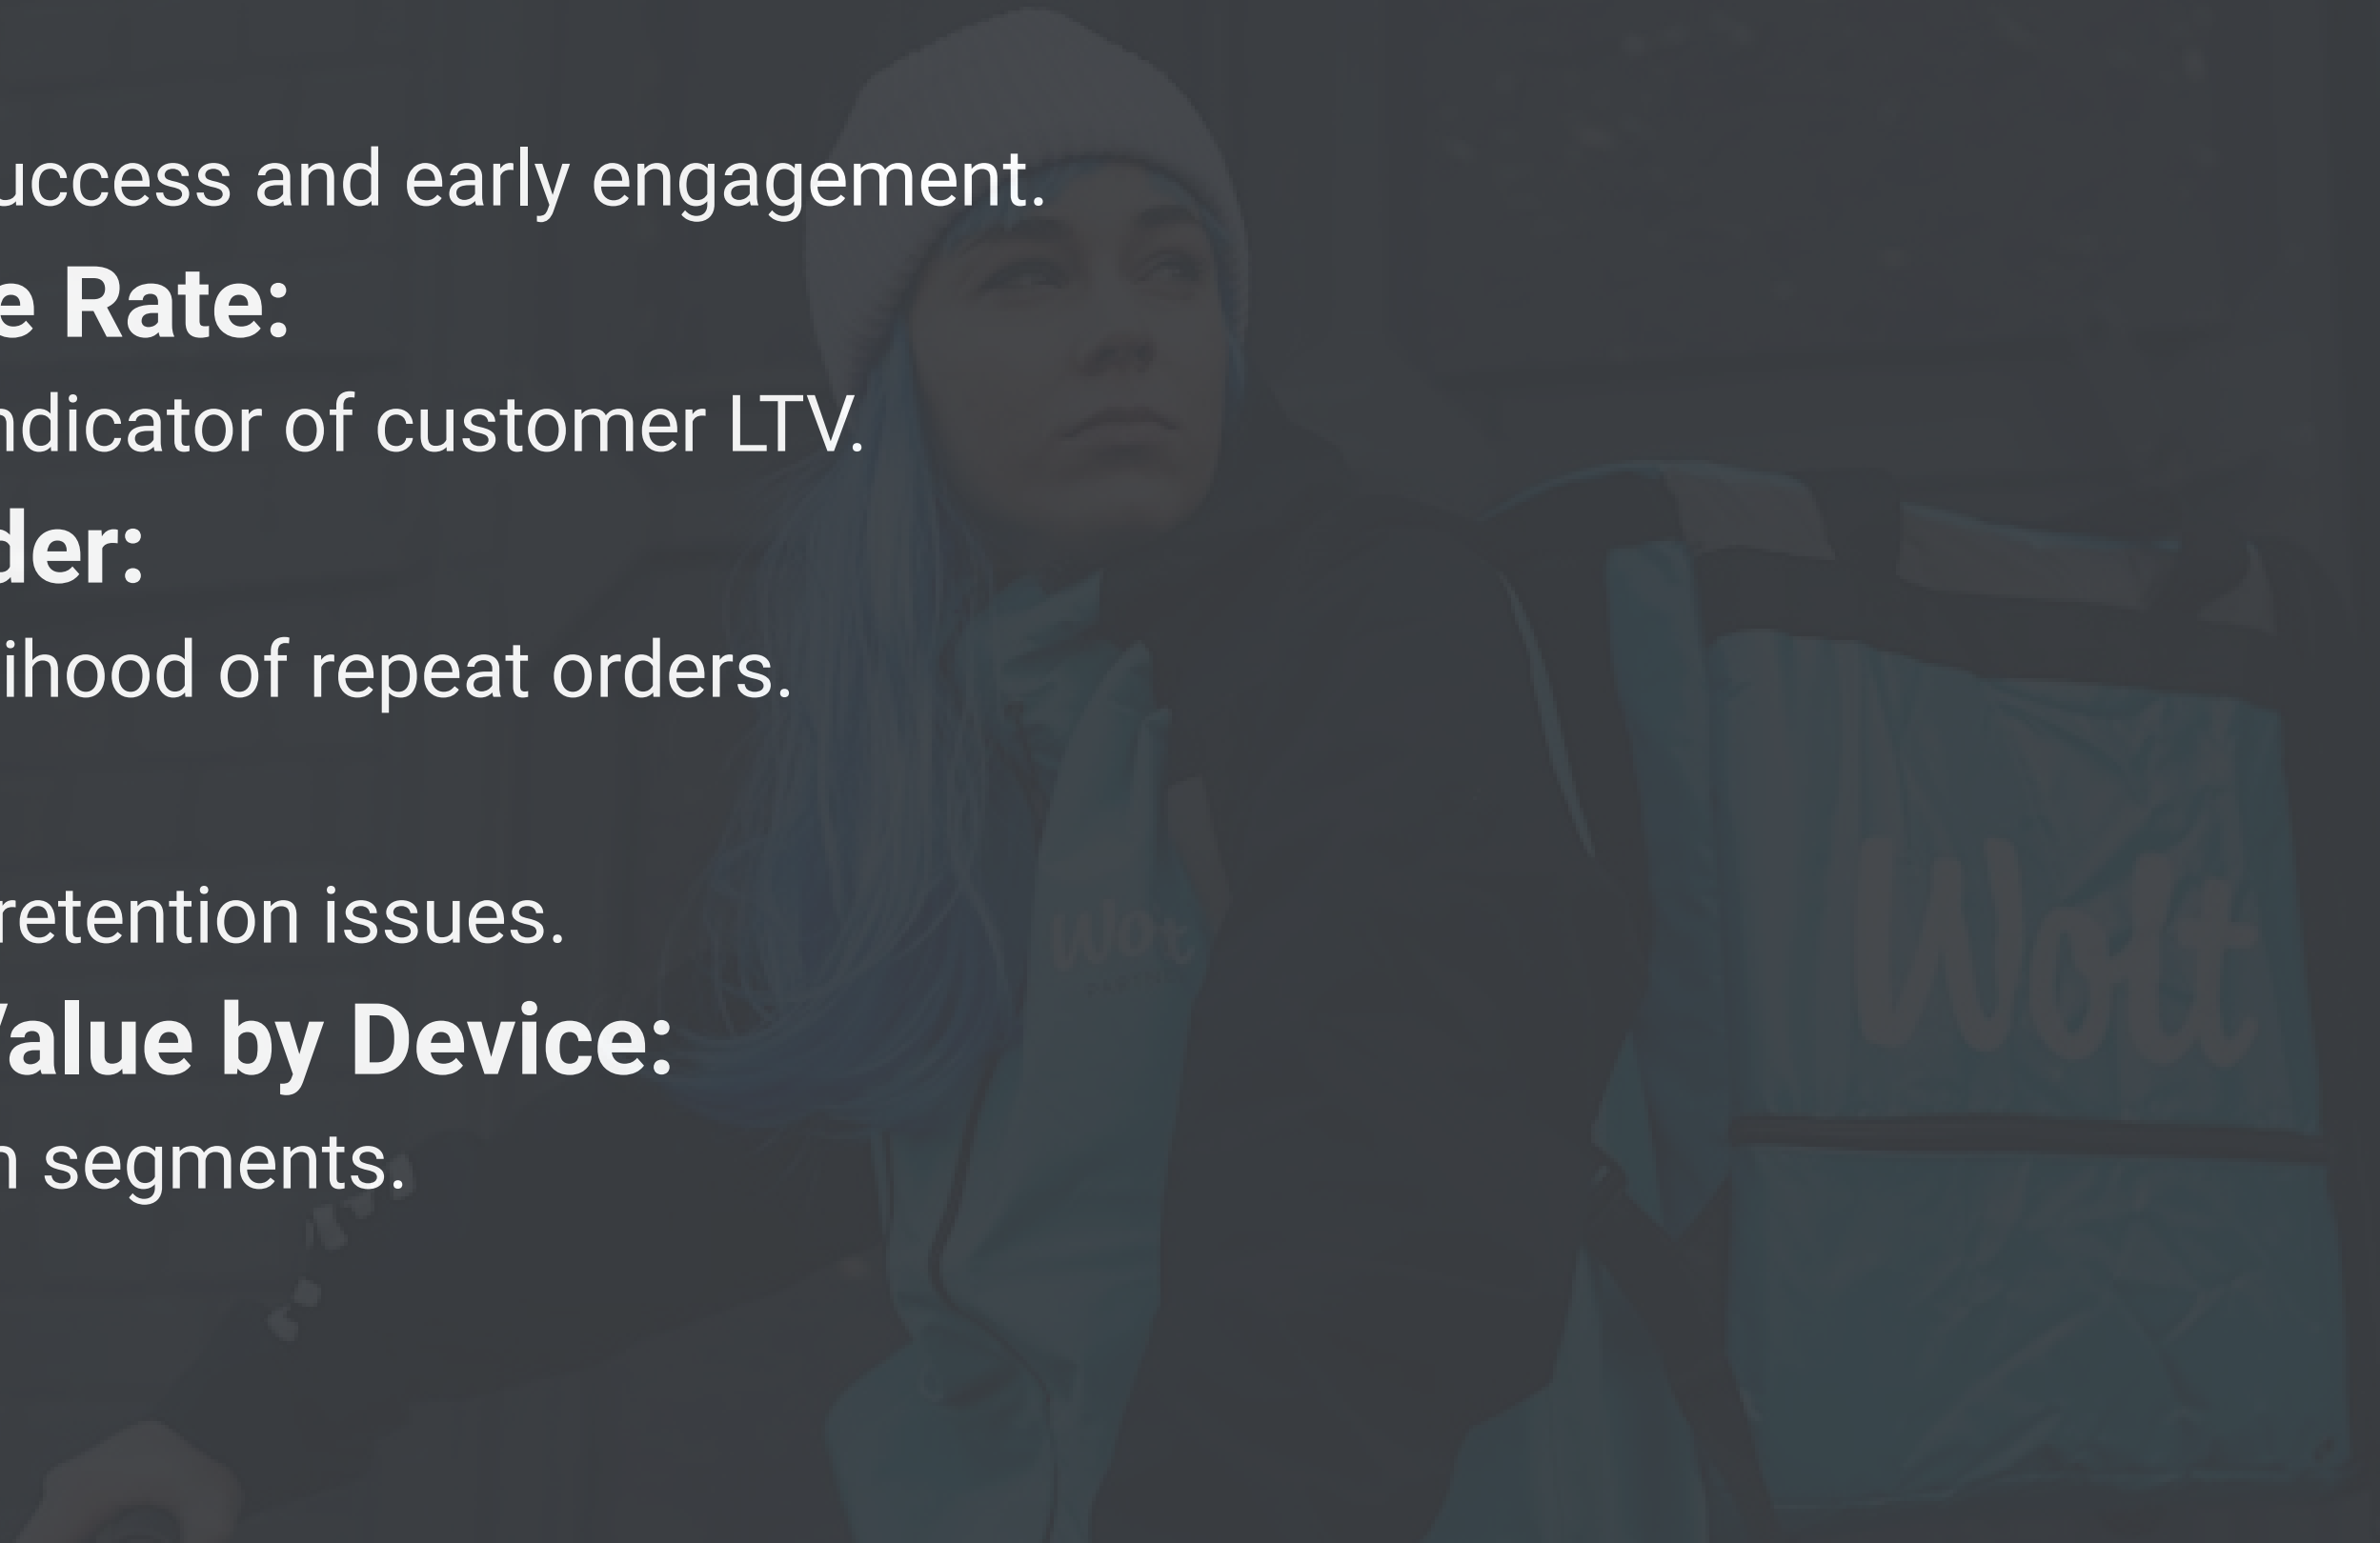 uccess and early engagement.
e Rate:
ndicator of customer LTV.
der:
ihood of repeat orders.
retention issues.
Value by Device:
n segments.
Wolt
Wolt